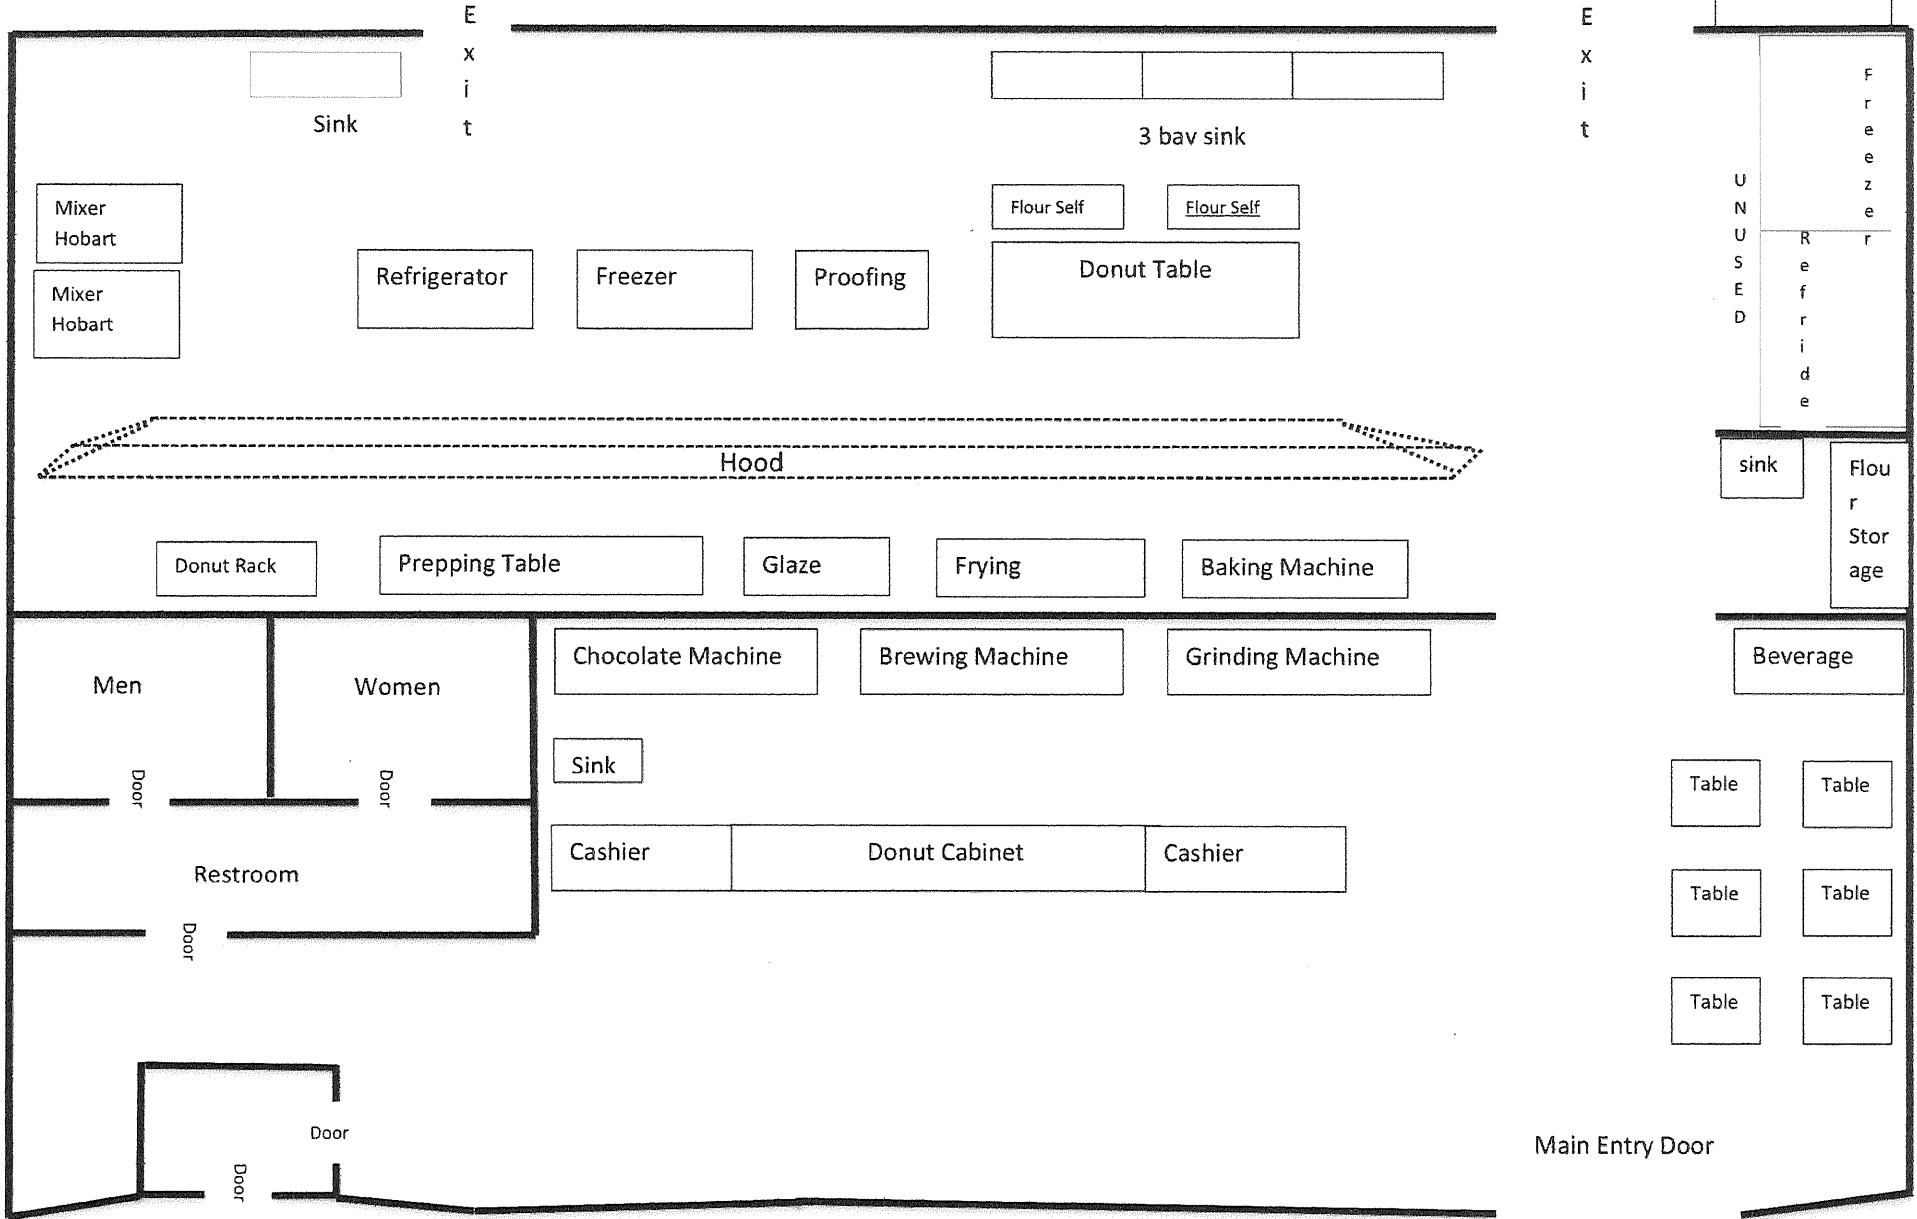 E
x
i
t
E
x
i
t
Sink
3 bav sink
F
r
e
e
z
e
r
U
N
U
S
E
D
R
e
f
r
i
d
e
Mixer
Hobart
Mixer
Hobart
Refrigerator
Freezer
Proofing
Flour Self
Flour Self
Donut Table
Hood
sink
Flou
r
Stor
age
Donut Rack
Prepping Table
Glaze
Frying
Baking Machine
Men
Women
Chocolate Machine
Brewing Machine
Grinding Machine
Beverage
Door
Door
Sink
Table
Table
Restroom
Cashier
Donut Cabinet
Cashier
Table
Table
Door
Table
Table
Door
Door
Main Entry Door